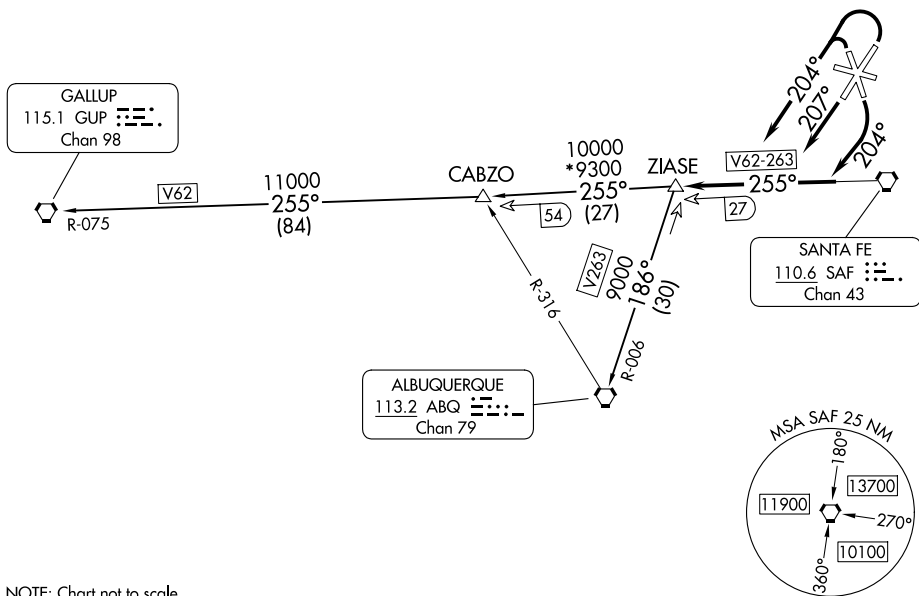 GALLUP
115.1 GUP
Chan 98
V62
11000
255°
(84)
R-075
CABZO
54
10000
*9300
255°
(27)
ZIASE
V62-263
255°
27
204°
207°
204°
SANTA FE
110.6 SAF
Chan 43
V263
9000
186°
(30)
R-316
R-006
ALBUQUERQUE
113.2 ABQ
Chan 79
MSA SAF 25 NM
180°
13700
11900
270°
10100
360°
NOTE: Chart not to scale